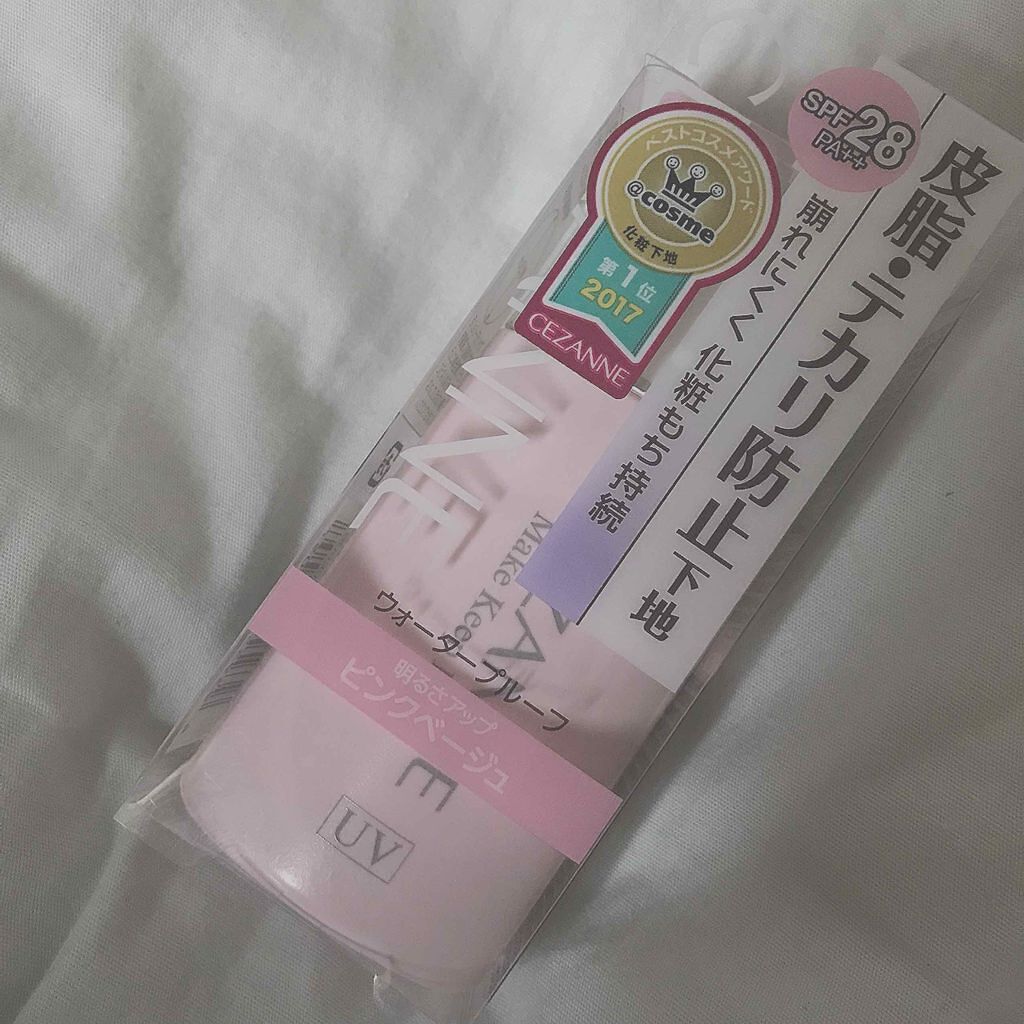 SPF28
PA++
皮脂・テカリ防止下地
崩れにくく 化粧もち持続
ベストコスメアワード
@cosme
化粧下地
第1位
2017
CEZANNE
Make Kee
ウォータープルーフ
明るさアップ
ピンクベージュ
UV